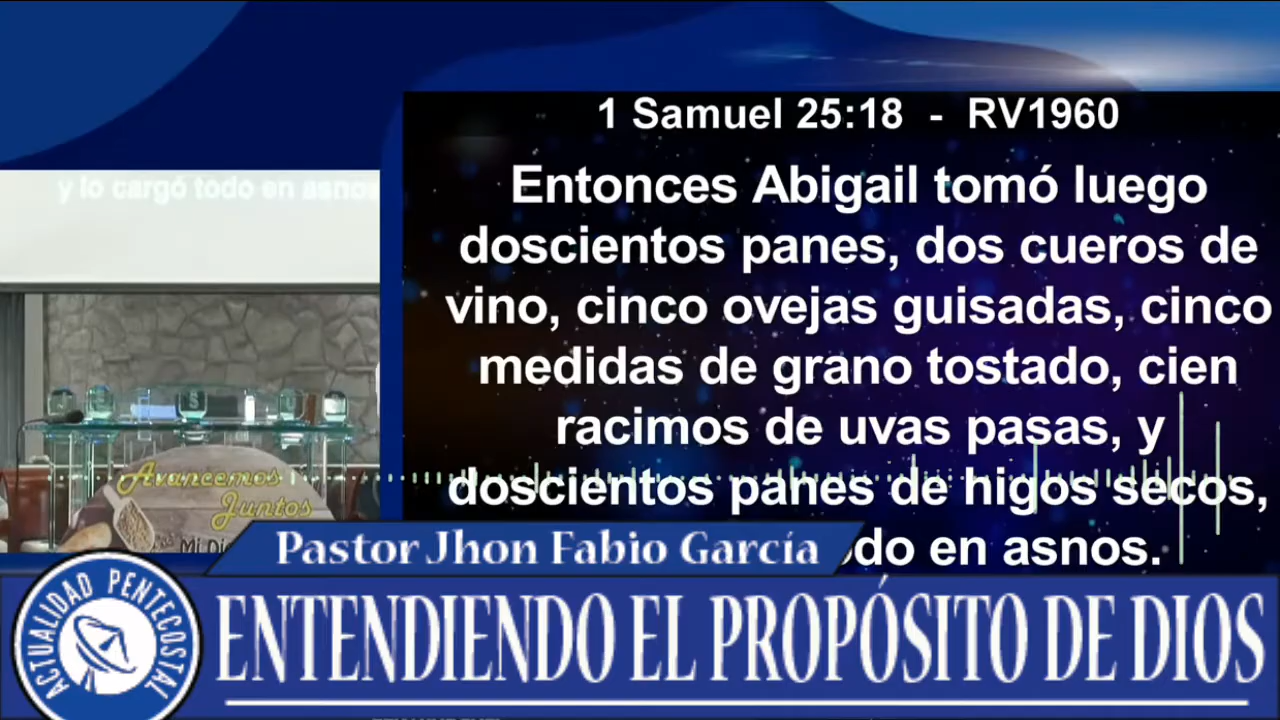 1 Samuel 25:18 - RV1960
Entonces Abigail tomó luego
doscientos panes, dos cueros de
vino, cinco ovejas guisadas, cinco
medidas de grano tostado, cien
racimos de uvas pasas, y
doscientos panes de higos secos,
odo en asnos.
y lo cargó todo en asnos
Avancemos
Juntos
Pastor Jhon Fabio García
ENTENDIENDO EL PROPÓSITO DE DIOS
ACTUALIDAD PENTECOSTAL